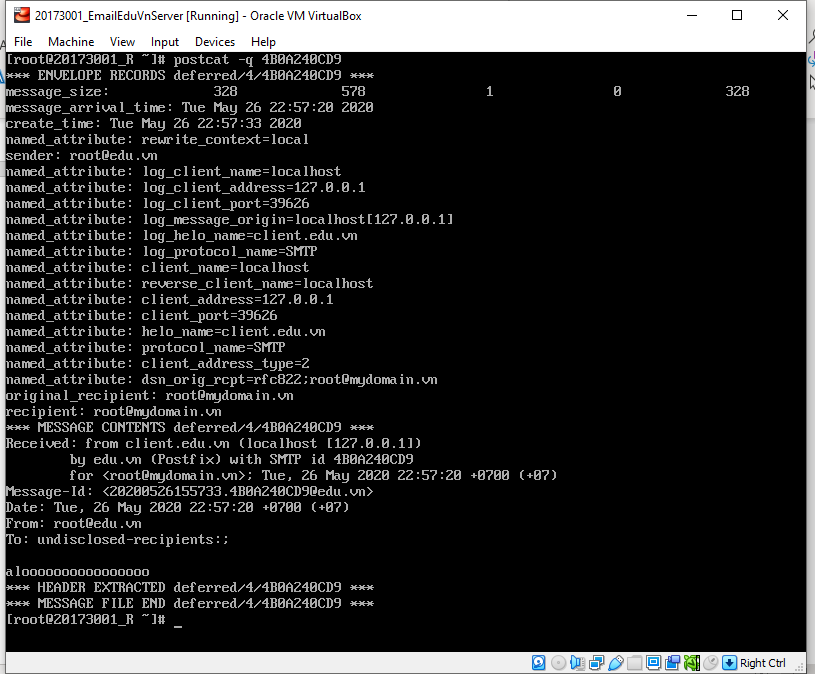 20173001_EmailEduVnServer [Running] - Oracle VM VirtualBox
File Machine View Input Devices Help
[root@20173001_R ~]# postcat -q 4B0A240CD9
*** ENVELOPE RECORDS deferred/4/4B0A240CD9 ***
message_size: 328 578 1 0 328
message_arrival_time: Tue May 26 22:57:20 2020
create_time: Tue May 26 22:57:33 2020
named_attribute: rewrite_context=local
sender: root@edu.vn
named_attribute: log_client_name=localhost
named_attribute: log_client_address=127.0.0.1
named_attribute: log_client_port=39626
named_attribute: log_message_origin=localhost[127.0.0.1]
named_attribute: log_helo_name=client.edu.vn
named_attribute: log_protocol_name=SMTP
named_attribute: client_name=localhost
named_attribute: reverse_client_name=localhost
named_attribute: client_address=127.0.0.1
named_attribute: client_port=39626
named_attribute: helo_name=client.edu.vn
named_attribute: protocol_name=SMTP
named_attribute: client_address_type=2
named_attribute: dsn_orig_rcpt=rfc822;root@mydomain.vn
original_recipient: root@mydomain.vn
recipient: root@mydomain.vn
*** MESSAGE CONTENTS deferred/4/4B0A240CD9 ***
Received: from client.edu.vn (localhost [127.0.0.1])
by edu.vn (Postfix) with SMTP id 4B0A240CD9
for <root@mydomain.vn>; Tue, 26 May 2020 22:57:20 +0700 (+07)
Message-Id: <20200526155733.4B0A240CD9@edu.vn>
Date: Tue, 26 May 2020 22:57:20 +0700 (+07)
From: root@edu.vn
To: undisclosed-recipients:;
aloooooooooooooooo
*** HEADER EXTRACTED deferred/4/4B0A240CD9 ***
*** MESSAGE FILE END deferred/4/4B0A240CD9 ***
[root@20173001_R ~]# _
Right Ctrl